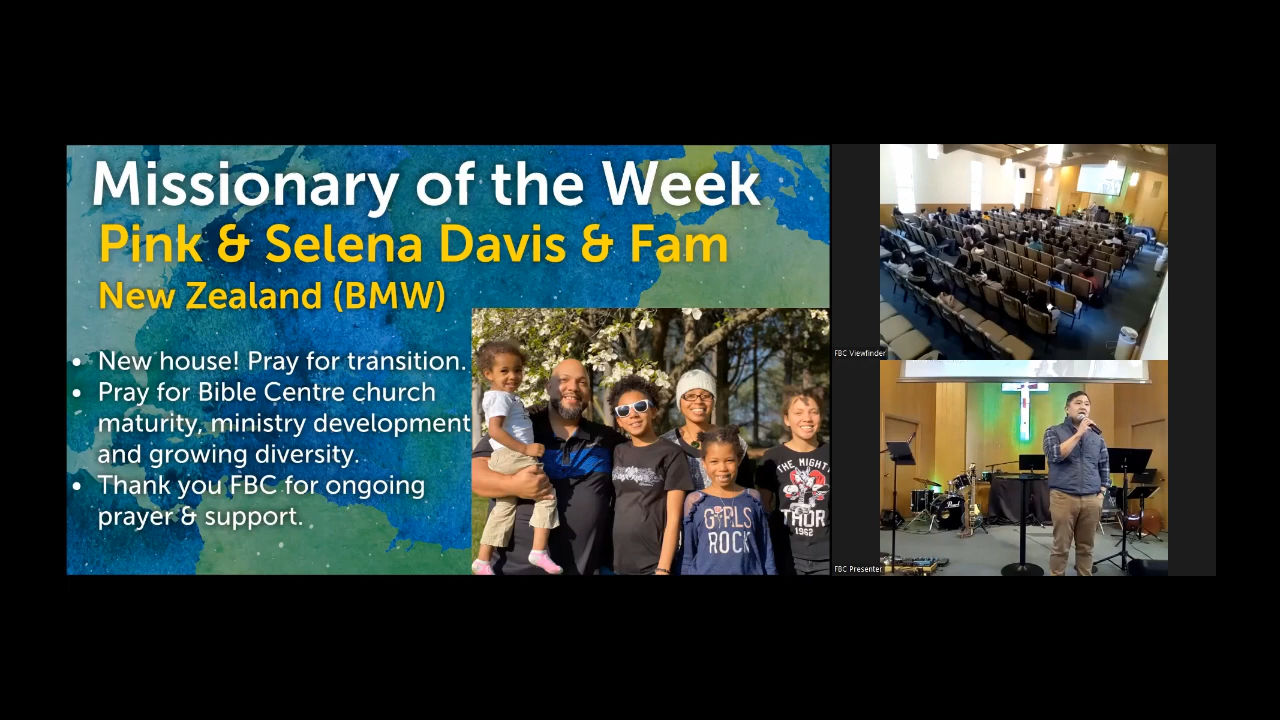 Missionary of the Week
Pink & Selena Davis & Fam
New Zealand (BMW)
• New house! Pray for transition.
• Pray for Bible Centre church
maturity, ministry development
and growing diversity.
• Thank you FBC for ongoing
prayer & support.
GIRLS
ROCK
THE MIGHTY
THOR
1962
FBC Viewfinder
Pearl
FBC Presenter